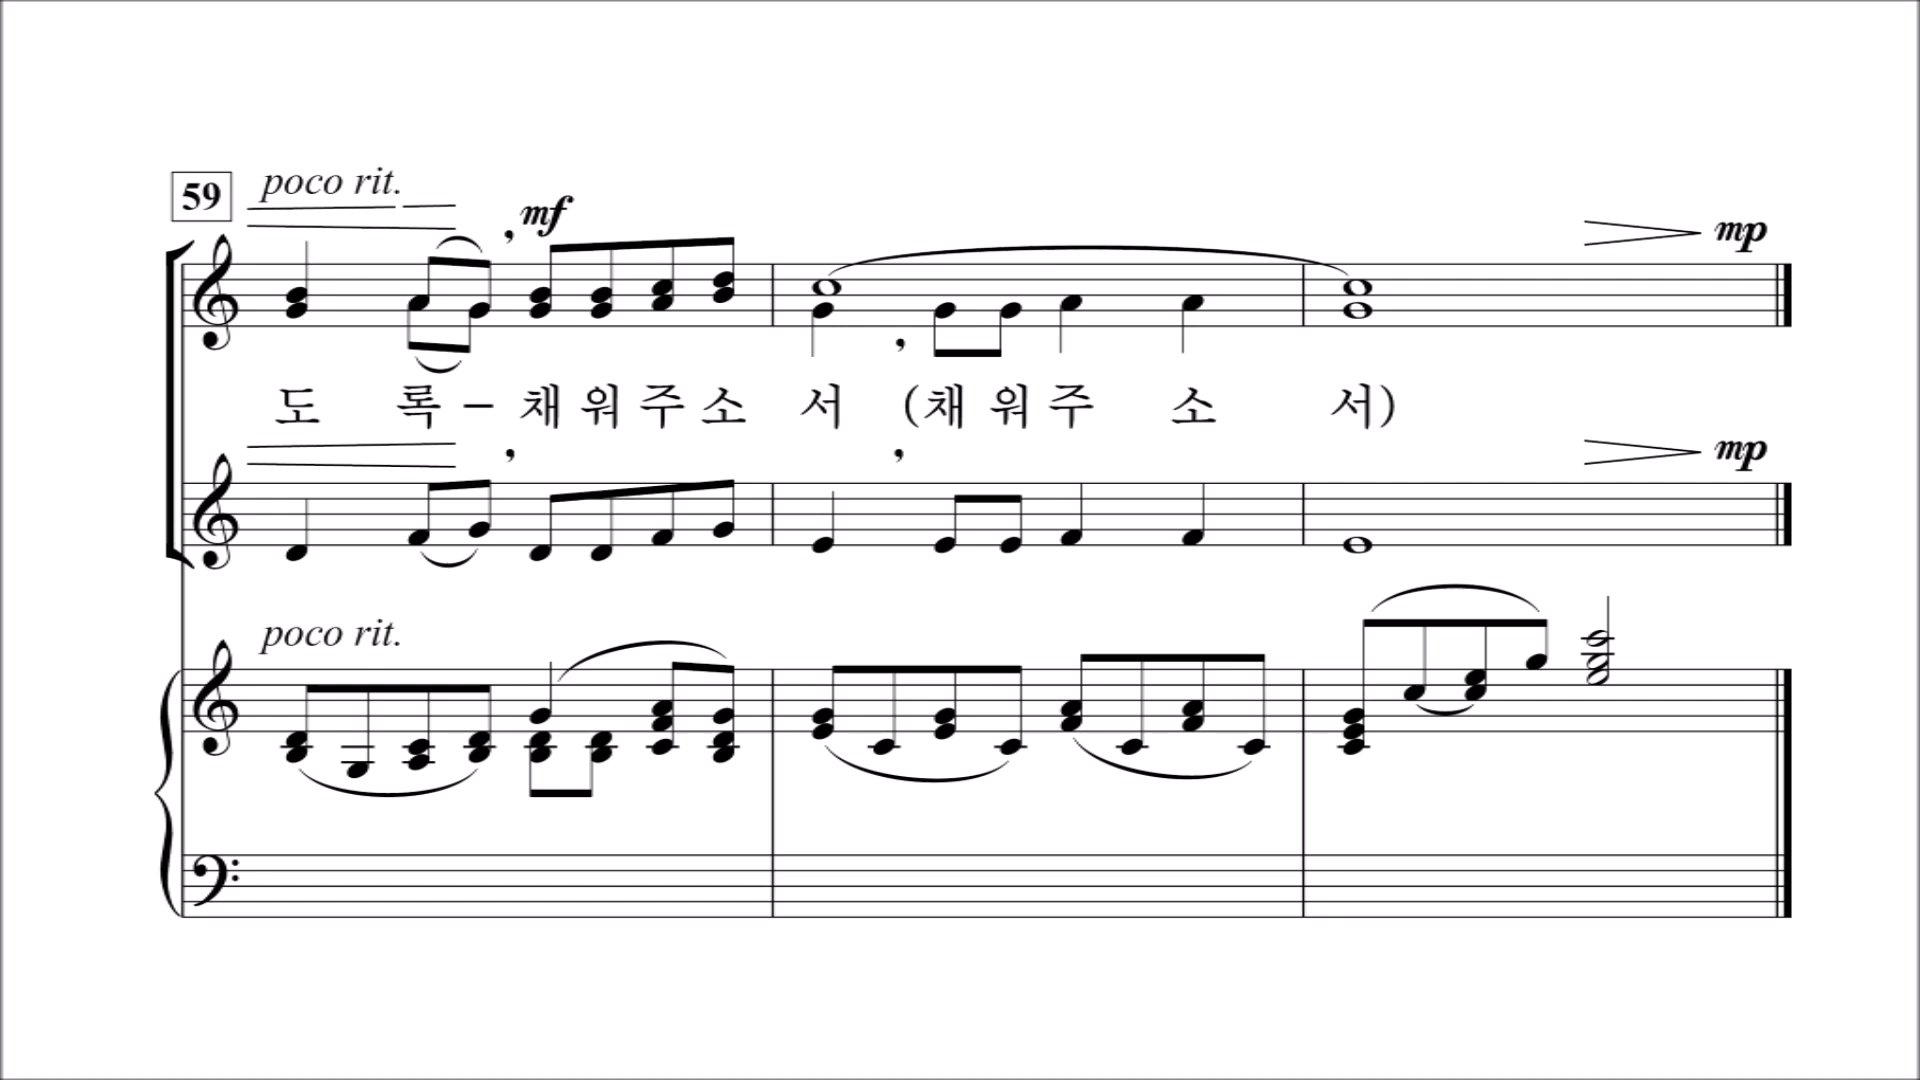 59 poco rit.
mf
mp
도 록 – 채 워 주 소 서 (채 워 주 소 서)
mp
poco rit.